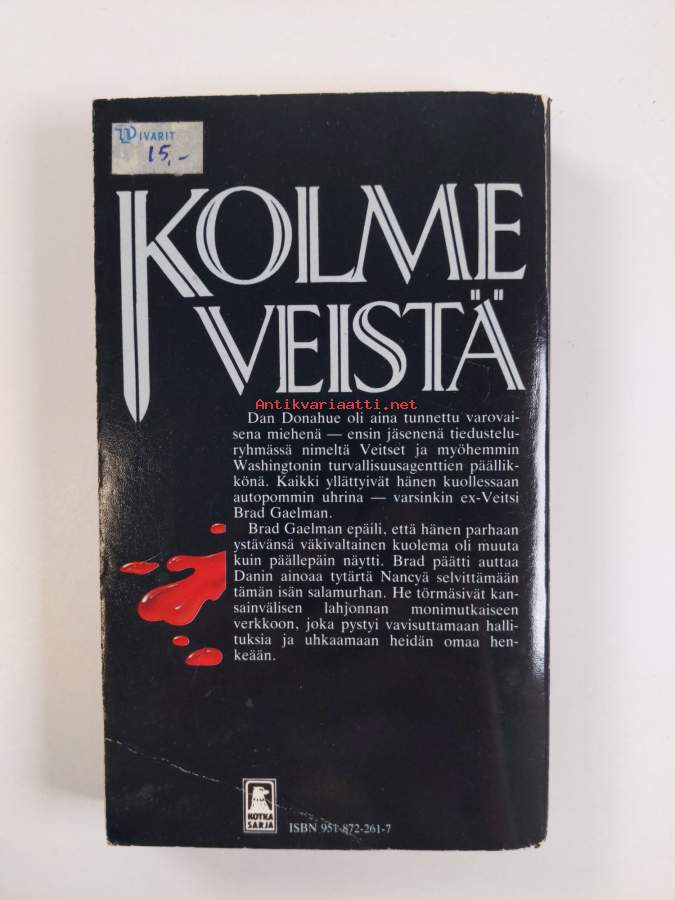 DIVARIT
15,-
KOLME
VEISTÄ
Antikvariaatti.net
Dan Donahue oli aina tunnettu varovai-
sena miehenä — ensin jäsenenä tiedustelu-
ryhmässä nimeltä Veitset ja myöhemmin
Washingtonin turvallisuusagenttien päällik-
könä. Kaikki yllättyivät hänen kuollessaan
autopommin uhrina — varsinkin ex-Veitsi
Brad Gaelman.
Brad Gaelman epäili, että hänen parhaan
ystävänsä väkivaltainen kuolema oli muuta
kuin päällepäin näytti. Brad päätti auttaa
Danin ainoaa tytärtä Nancyä selvittämään
tämän isän salamurhan. He törmäsivät kan-
sainvälisen lahjonnan monimutkaiseen
verkkoon, joka pystyi vavisuttamaan halli-
tuksia ja uhkaamaan heidän omaa hen-
keään.
KOTKA
SARJA
ISBN 951-872-261-7